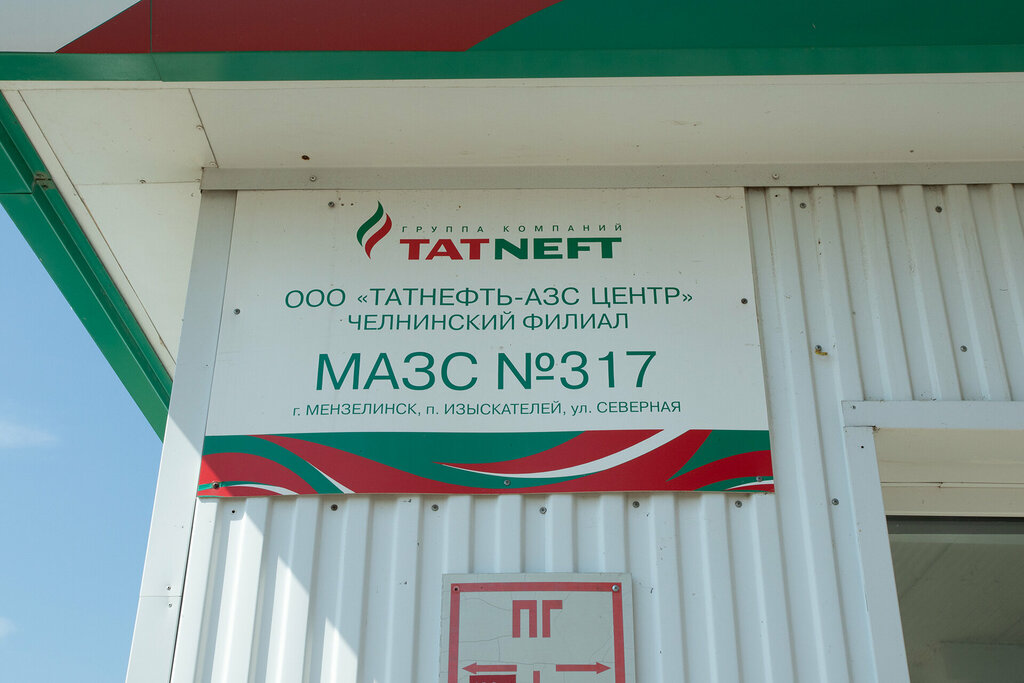 ГРУППА КОМПАНИЙ
TATNEFT
ООО «ТАТНЕФТЬ-АЗС ЦЕНТР»
ЧЕЛНИНСКИЙ ФИЛИАЛ
МАЗС №317
г. МЕНЗЕЛИНСК, п. ИЗЫСКАТЕЛЕЙ, ул. СЕВЕРНАЯ
ПГ